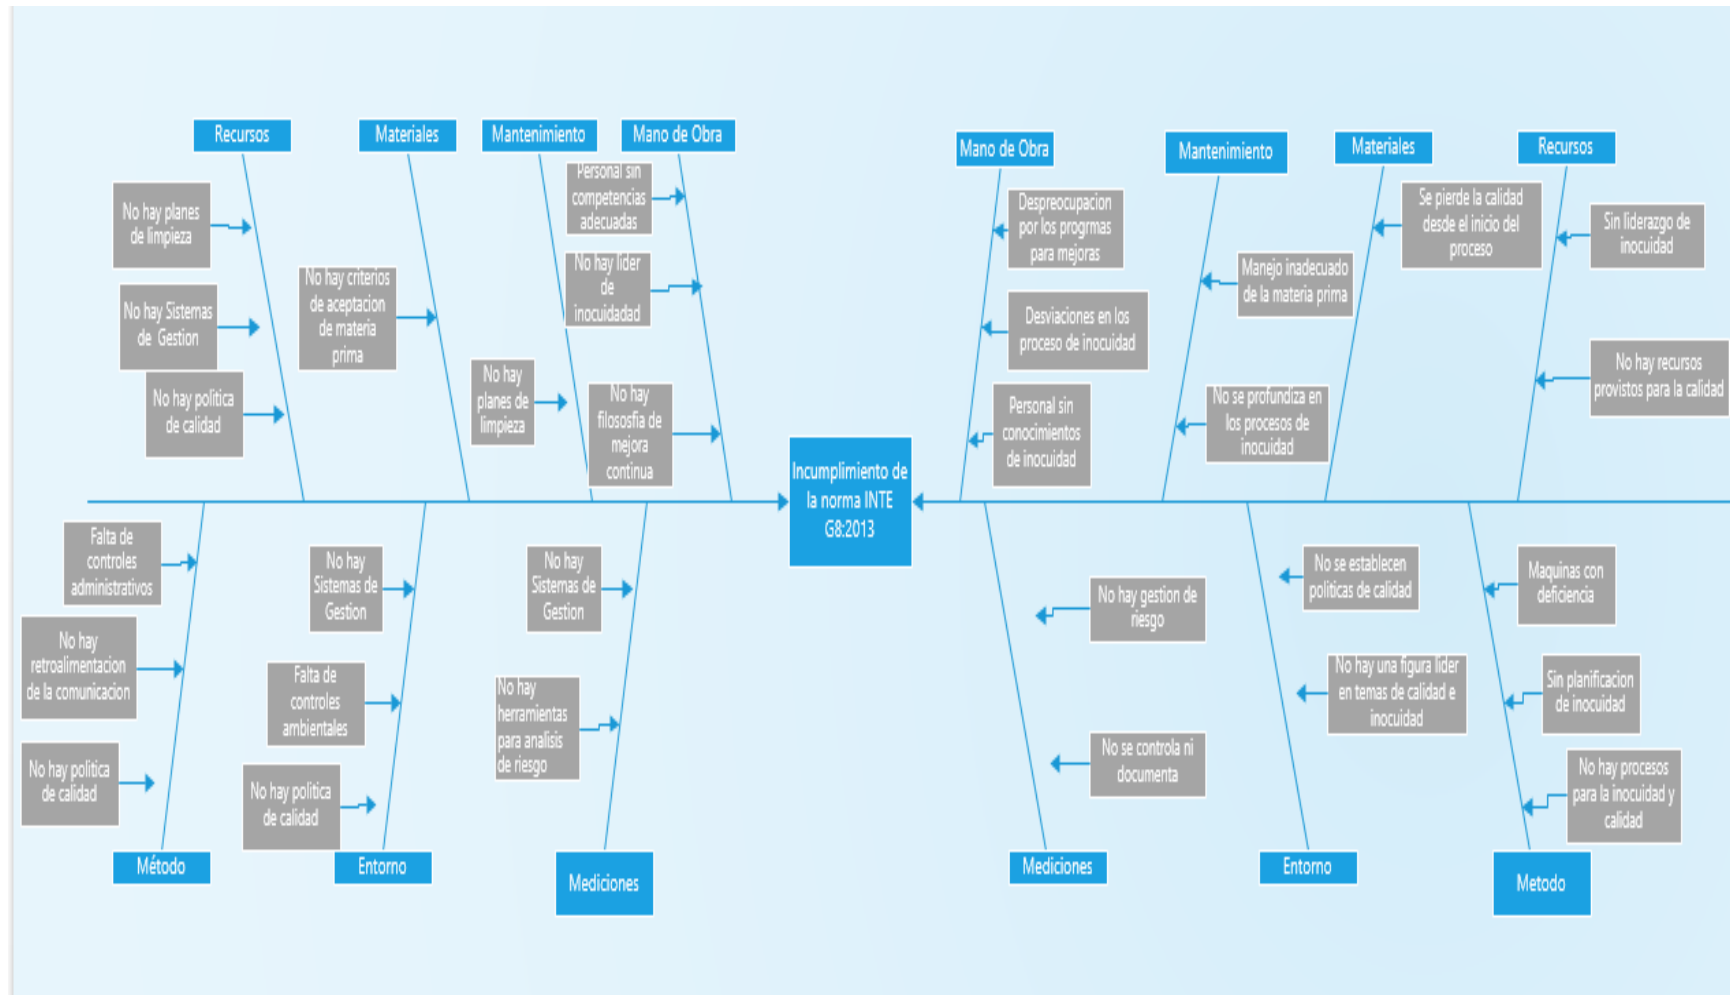 Recursos
Materiales
Mantenimiento
Mano de Obra
No hay planes
de limpieza
No hay Sistemas
de Gestion
No hay politica
de calidad
No hay criterios
de aceptacion
de materia
prima
No hay
planes de
limpieza
Personal sin
competencias
adecuadas
No hay lider
de
inocuidadad
No hay
filososfia de
mejora
continua
Mano de Obra
Mantenimiento
Materiales
Recursos
Despreocupacion
por los progrmas
para mejoras
Desviaciones en los
proceso de inocuidad
Personal sin
conocimientos
de inocuidad
Manejo inadecuado
de la materia prima
No se profundiza en
los procesos de
inocuidad
Se pierde la calidad
desde el inicio del
proceso
Sin liderazgo de
inocuidad
No hay recursos
provistos para la calidad
Incumplimiento de
la norma INTE
G8:2013
Falta de
controles
administrativos
No hay
retroalimentacion
de la comunicacion
No hay politica
de calidad
No hay
Sistemas de
Gestion
Falta de
controles
ambientales
No hay politica
de calidad
No hay
Sistemas de
Gestion
No hay
herramientas
para analisis
de riesgo
Método
Entorno
Mediciones
No hay gestion de
riesgo
No se controla ni
documenta
No se establecen
politicas de calidad
No hay una figura lider
en temas de calidad e
inocuidad
Maquinas con
deficiencia
Sin planificacion
de inocuidad
No hay procesos
para la inocuidad y
calidad
Mediciones
Entorno
Metodo